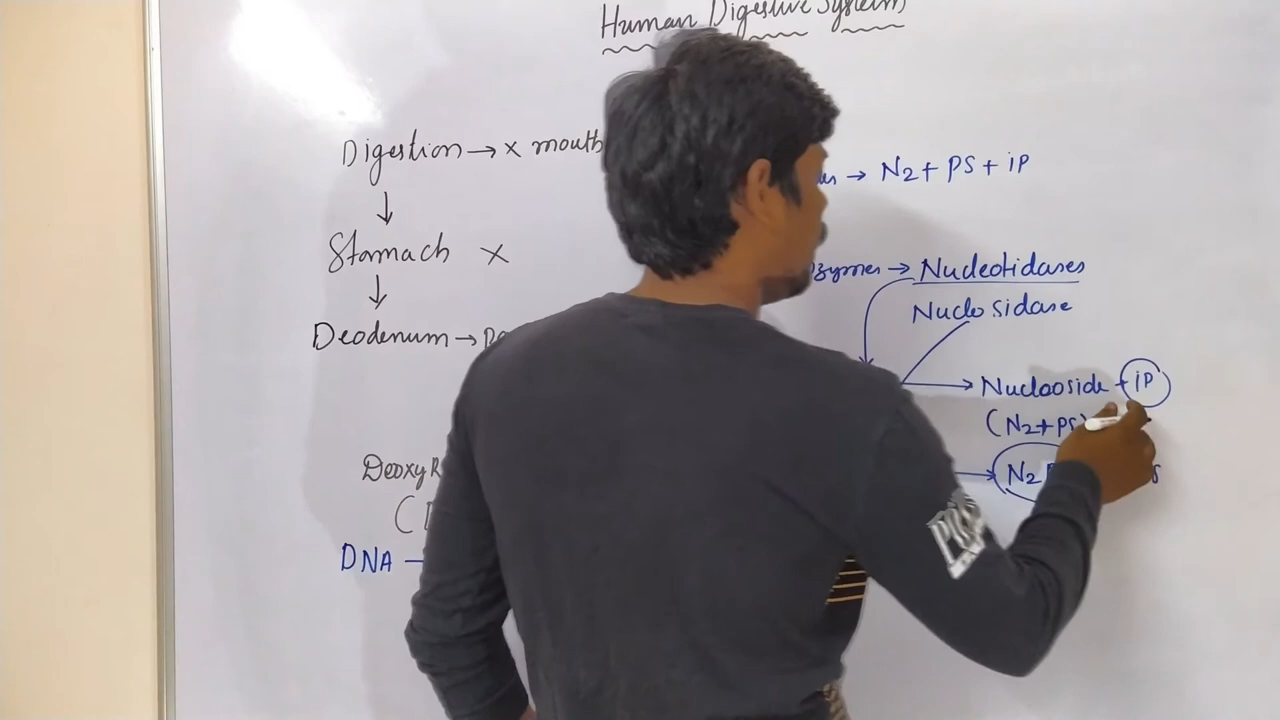 Human Digestive System
Digestion → x mouth
→ N2 + PS + iP
Stomach x
→ Nucleotidases
Nuclosidase
Deodenum →
→ Nucleoside + iP
(N2+PS)
Deoxy R
→ N2
DNA —